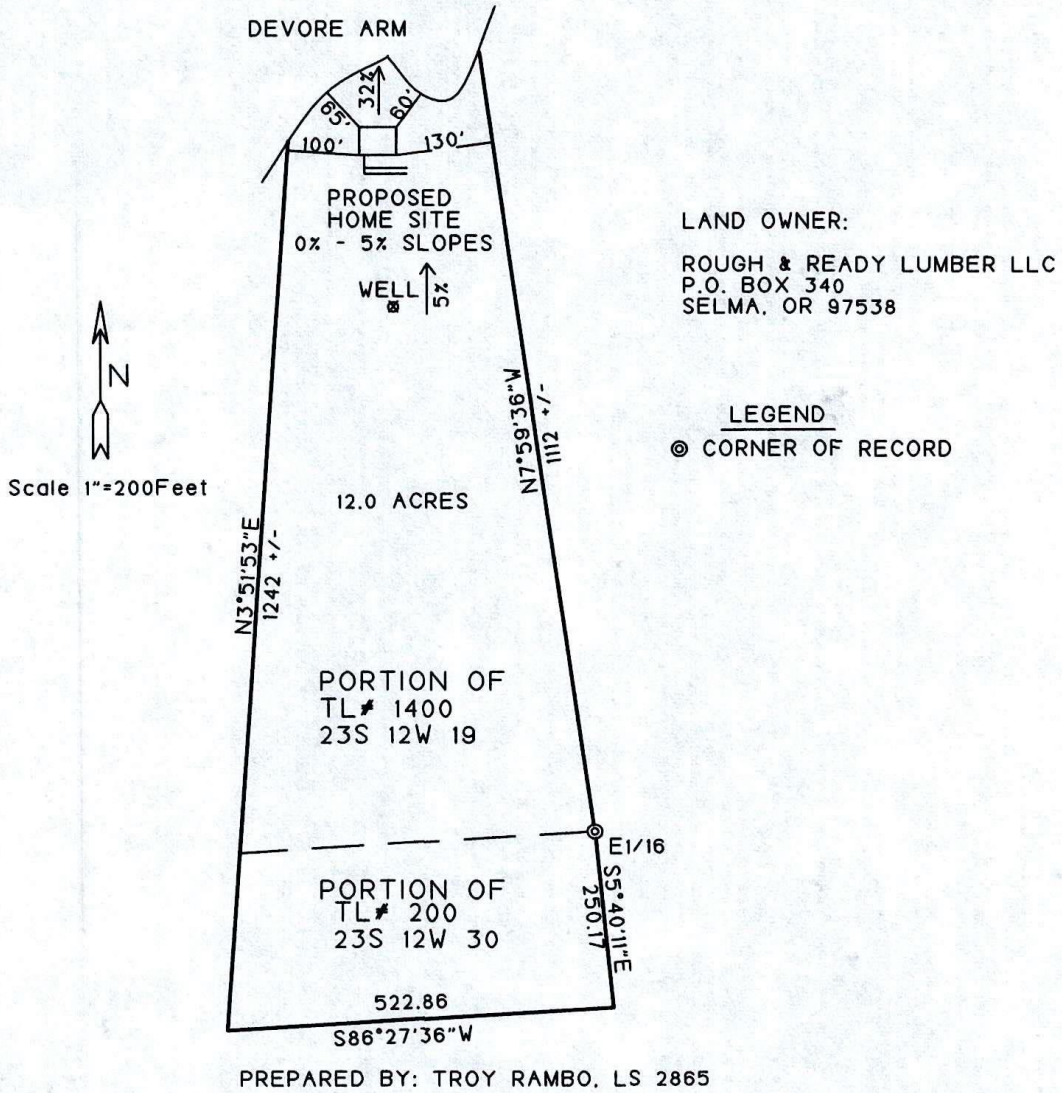 DEVORE ARM
32%
65'
60'
100'
130'
PROPOSED
HOME SITE
0% - 5% SLOPES
WELL
5%
LAND OWNER:
ROUGH & READY LUMBER LLC
P.O. BOX 340
SELMA, OR 97538
N
Scale 1"=200Feet
LEGEND
CORNER OF RECORD
N7°59'36"W
1112 +/-
12.0 ACRES
N3°51'53"E
1242 +/-
PORTION OF
TL# 1400
23S 12W 19
E1/16
S5°40'11"E
250.17
PORTION OF
TL# 200
23S 12W 30
522.86
S86°27'36"W
PREPARED BY: TROY RAMBO, LS 2865